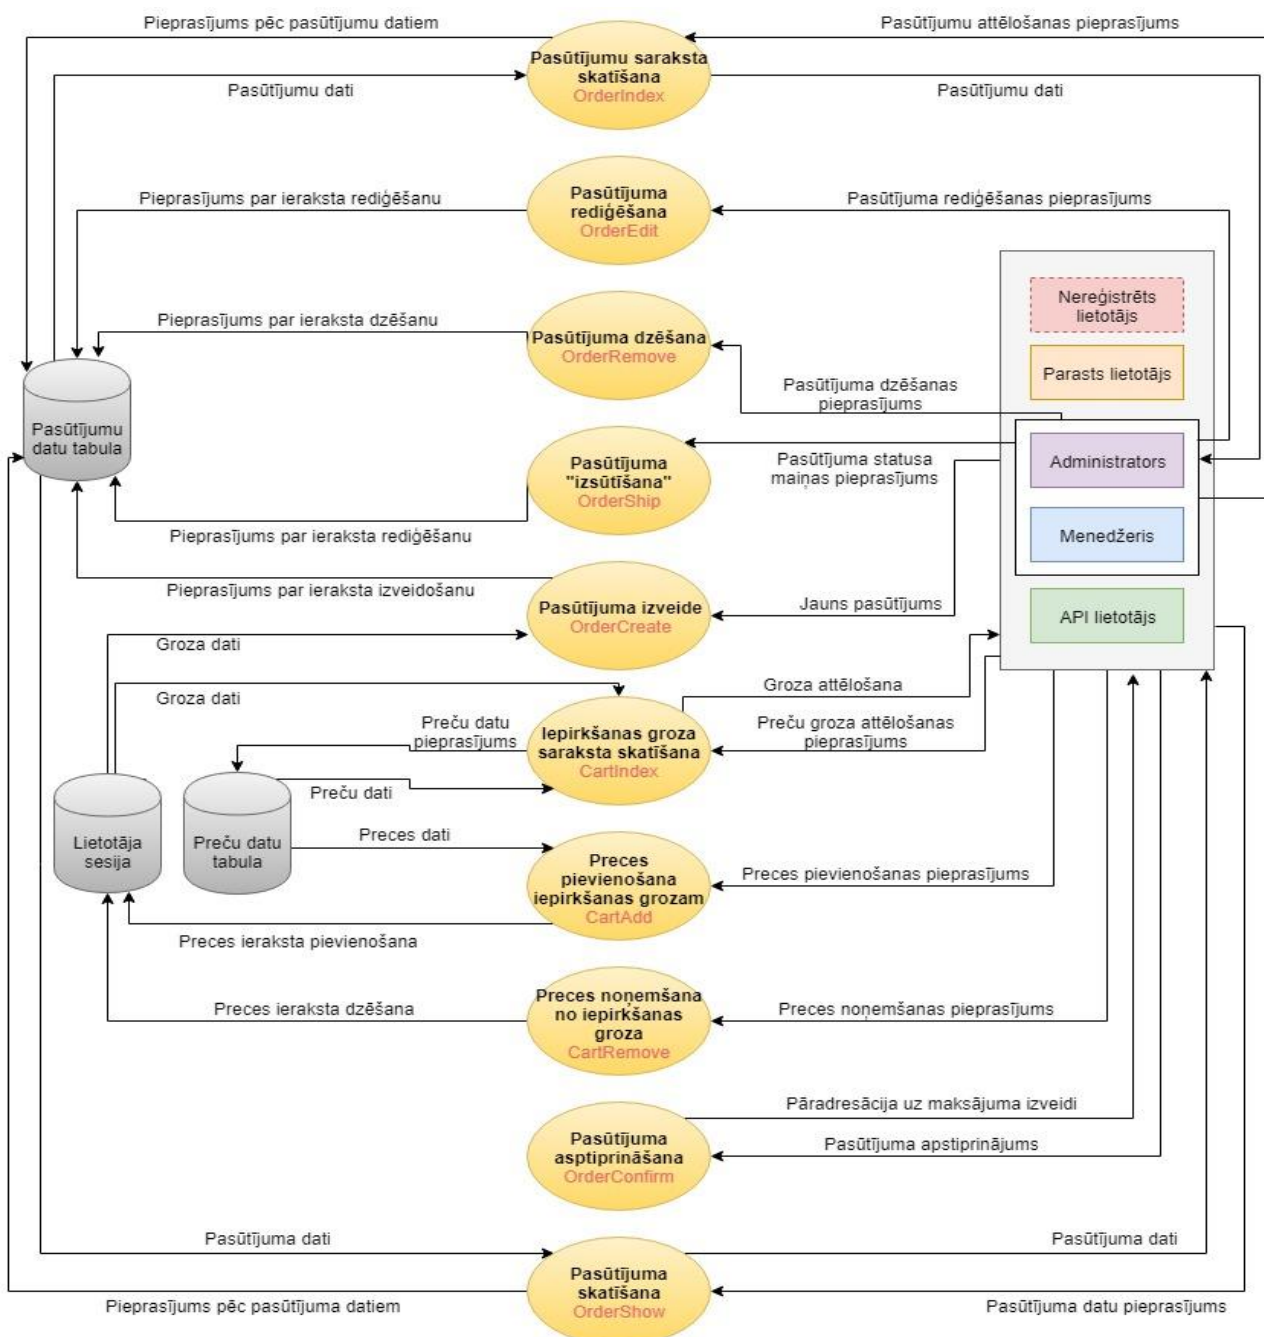 Pieprasījums pēc pasūtījumu datiem
Pasūtījumu attēlošanas pieprasījums
Pasūtījumu saraksta
skatīšana
OrderIndex
Pasūtījumu dati
Pasūtījumu dati
Pieprasījums par ieraksta rediģēšanu
Pasūtījuma
rediģēšana
OrderEdit
Pasūtījuma rediģēšanas pieprasījums
Nereģistrēts
lietotājs
Pieprasījums par ieraksta dzēšanu
Pasūtījuma dzēšana
OrderRemove
Parasts lietotājs
Pasūtījuma dzēšanas
pieprasījums
Pasūtījumu
datu tabula
Pasūtījuma
"izsūtīšana"
OrderShip
Pasūtījuma statusa
maiņas pieprasījums
Administrators
Pieprasījums par ieraksta rediģēšanu
Menedžeris
Pieprasījums par ieraksta izveidošanu
Pasūtījuma izveide
OrderCreate
Jauns pasūtījums
API lietotājs
Groza dati
Groza dati
Groza attēlošana
Preču datu
pieprasījums
Iepirkšanas groza
saraksta skatīšana
CartIndex
Preču groza attēlošanas
pieprasījums
Preču dati
Lietotāja
sesija
Preču datu
tabula
Preces dati
Preces
pievienošana
iepirkšanas grozam
CartAdd
Preces pievienošanas pieprasījums
Preces ieraksta pievienošana
Preces ieraksta dzēšana
Preces noņemšana
no iepirkšanas
groza
CartRemove
Preces noņemšanas pieprasījums
Pāradresācija uz maksājuma izveidi
Pasūtījuma
asptiprināšana
OrderConfirm
Pasūtījuma apstiprinājums
Pasūtījuma dati
Pasūtījuma dati
Pasūtījuma
skatīšana
OrderShow
Pieprasījums pēc pasūtījuma datiem
Pasūtījuma datu pieprasījums